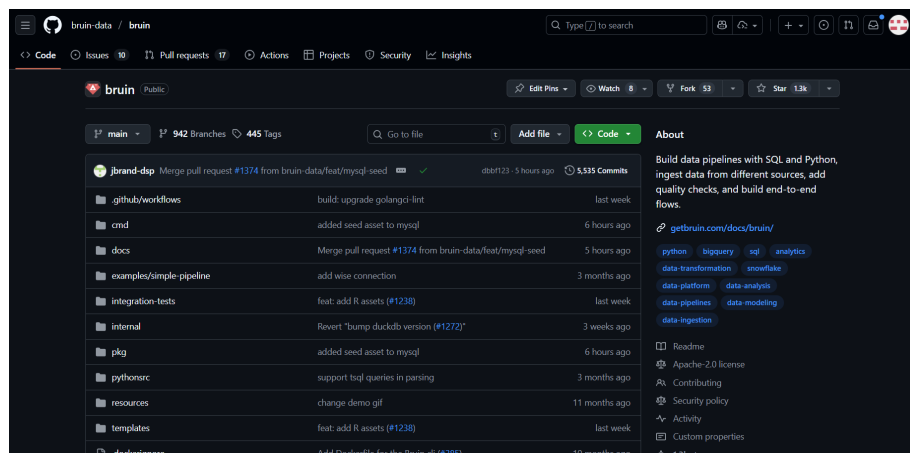 bruin-data / bruin
Type / to search
Code Issues 10 Pull requests 17 Actions Projects Security Insights
bruin Public
Edit Pins Watch 8 Fork 53 Star 1.3k
main 942 Branches 445 Tags
Go to file t
Add file
Code
jbrand-dsp Merge pull request #1374 from bruin-data/feat/mysql-seed dbbf123 · 5 hours ago 5,535 Commits
.github/workflows build: upgrade golangci-lint last week
cmd added seed asset to mysql 6 hours ago
docs Merge pull request #1374 from bruin-data/feat/mysql-seed 5 hours ago
examples/simple-pipeline add wise connection 3 months ago
integration-tests feat: add R assets (#1238) last week
internal Revert "bump duckdb version (#1272)" 3 weeks ago
pkg added seed asset to mysql 6 hours ago
pythonsrc support tsql queries in parsing 3 months ago
resources change demo gif 11 months ago
templates feat: add R assets (#1238) last week
About
Build data pipelines with SQL and Python,
ingest data from different sources, add
quality checks, and build end-to-end
flows.
getbruin.com/docs/bruin/
python bigquery sql analytics
data-transformation snowflake
data-platform data-analysis
data-pipelines data-modeling
data-ingestion
Readme
Apache-2.0 license
Contributing
Security policy
Activity
Custom properties